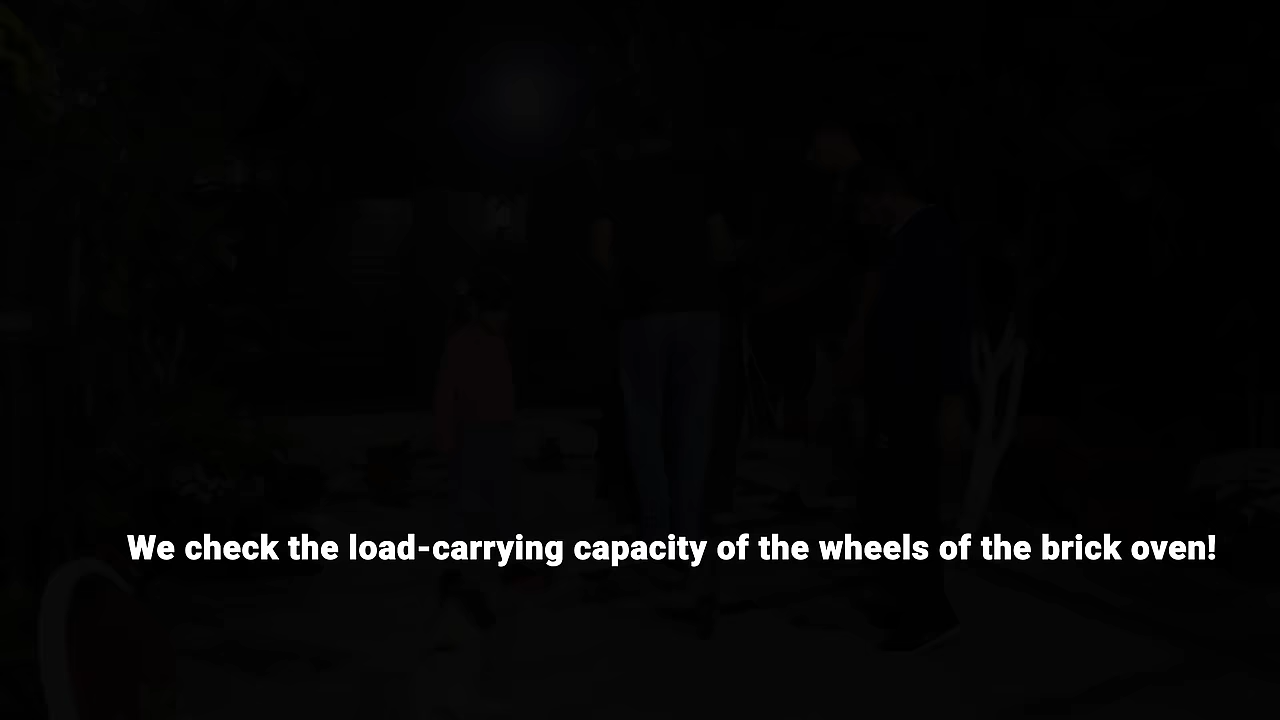 We check the load-carrying capacity of the wheels of the brick oven!